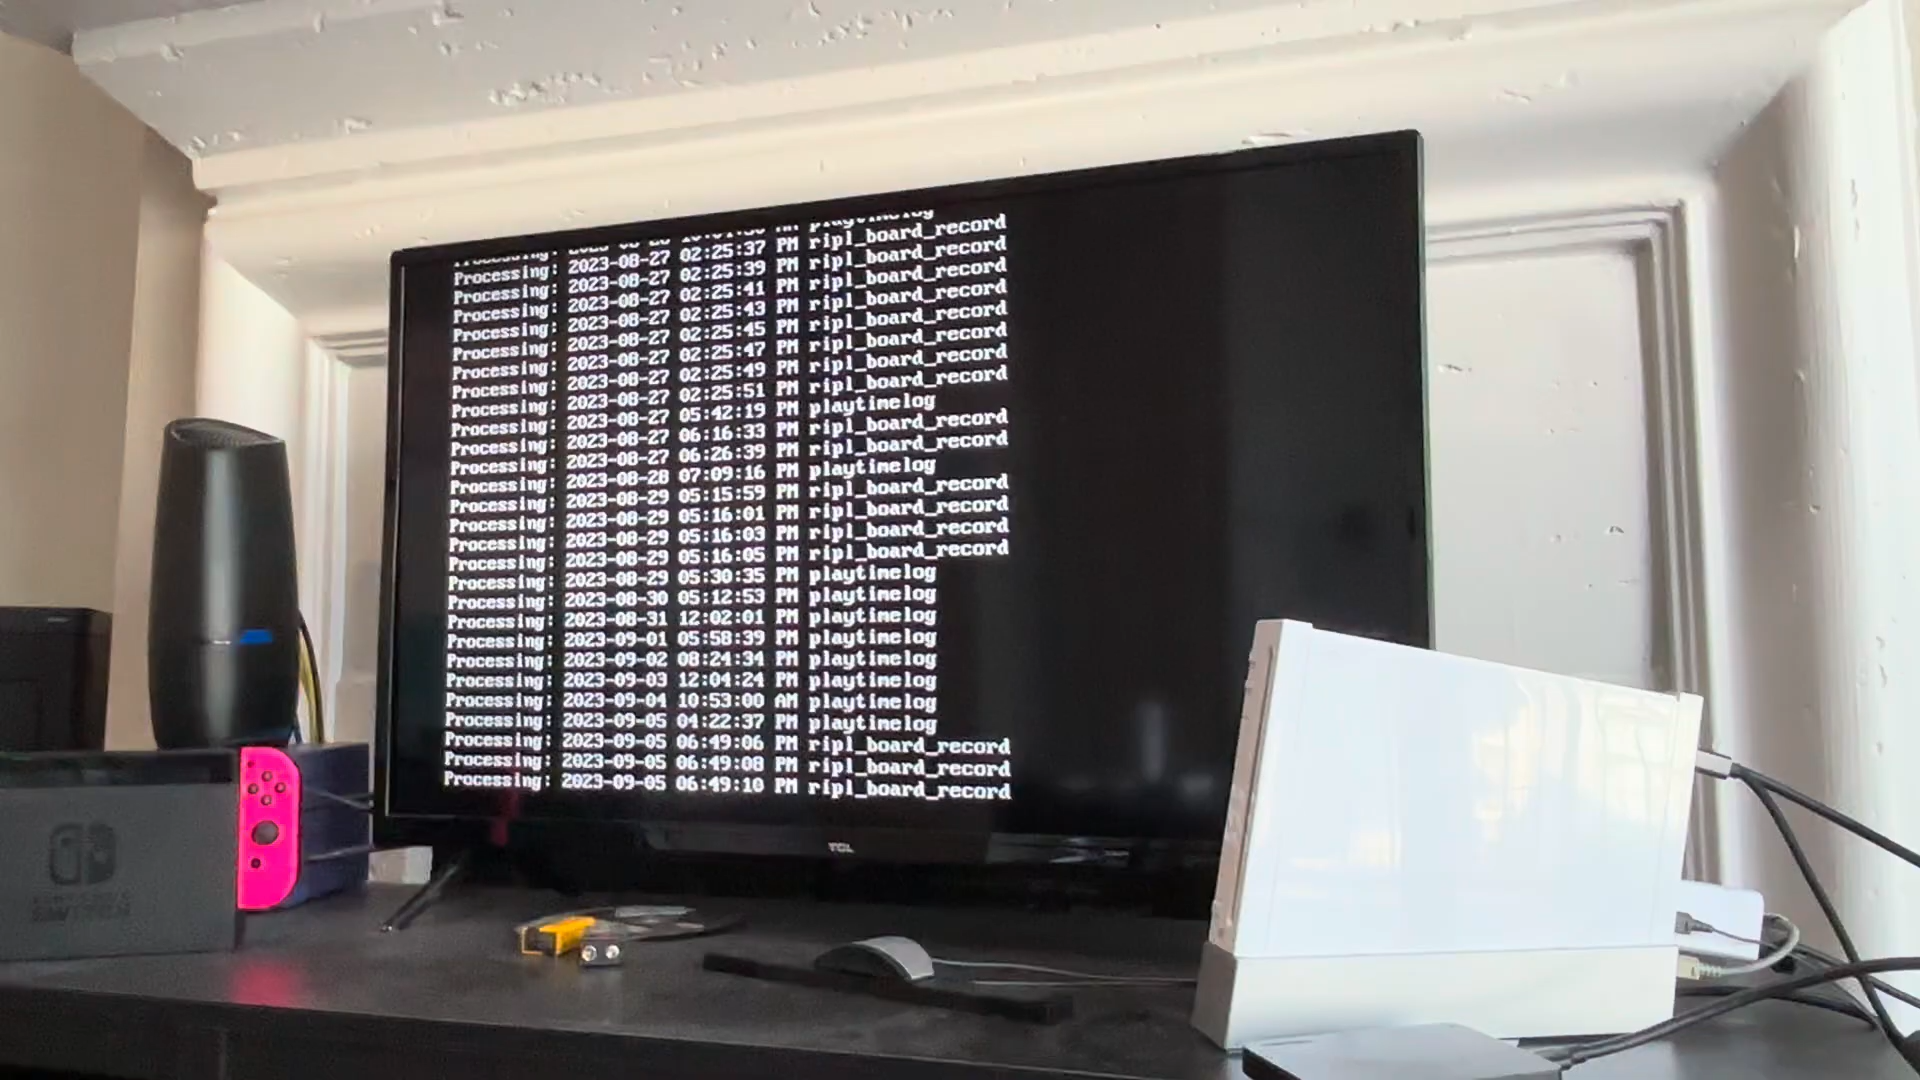 Processing: 2023-08-27 02:25:37 PM ripl_board_record
Processing: 2023-08-27 02:25:39 PM ripl_board_record
Processing: 2023-08-27 02:25:41 PM ripl_board_record
Processing: 2023-08-27 02:25:43 PM ripl_board_record
Processing: 2023-08-27 02:25:45 PM ripl_board_record
Processing: 2023-08-27 02:25:47 PM ripl_board_record
Processing: 2023-08-27 02:25:49 PM ripl_board_record
Processing: 2023-08-27 02:25:51 PM ripl_board_record
Processing: 2023-08-27 05:42:19 PM playtimelog
Processing: 2023-08-27 06:16:33 PM ripl_board_record
Processing: 2023-08-27 06:26:39 PM ripl_board_record
Processing: 2023-08-28 07:09:16 PM playtimelog
Processing: 2023-08-29 05:15:59 PM ripl_board_record
Processing: 2023-08-29 05:16:01 PM ripl_board_record
Processing: 2023-08-29 05:16:03 PM ripl_board_record
Processing: 2023-08-29 05:16:05 PM ripl_board_record
Processing: 2023-08-29 05:30:35 PM playtimelog
Processing: 2023-08-30 05:12:53 PM playtimelog
Processing: 2023-08-31 12:02:01 PM playtimelog
Processing: 2023-09-01 05:58:39 PM playtimelog
Processing: 2023-09-02 08:24:34 PM playtimelog
Processing: 2023-09-03 12:04:24 PM playtimelog
Processing: 2023-09-04 10:53:00 AM playtimelog
Processing: 2023-09-05 04:22:37 PM playtimelog
Processing: 2023-09-05 06:49:06 PM ripl_board_record
Processing: 2023-09-05 06:49:08 PM ripl_board_record
Processing: 2023-09-05 06:49:10 PM ripl_board_record
TCL
SWITCH